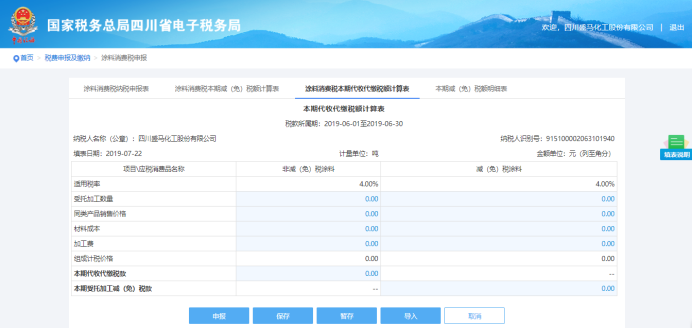 国家税务总局四川省电子税务局
欢迎，四川盛马化工股份有限公司 | 退出
首页 > 税费申报及缴纳 > 涂料消费税申报
涂料消费税纳税申报表 涂料消费税本期减（免）税额计算表 涂料消费税本期代收代缴税额计算表 本期减（免）税额明细表
本期代收代缴税额计算表
税款所属期：2019-06-01至2019-06-30
纳税人名称（公章）：四川盛马化工股份有限公司 纳税人识别号：915100002063101940
填表日期：2019-07-22 计量单位：吨 金额单位：元（列至角分）
项目\应税消费品名称 非减（免）税涂料 减（免）税涂料
适用税率 4.00% 4.00%
受托加工数量 0.00 0.00
同类产品销售价格 0.00 0.00
材料成本 0.00 0.00
加工费 0.00 0.00
组成计税价格 0.00 0.00
本期代收代缴税款 0.00 --
本期受托加工减（免）税款 -- 0.00
申报 保存 暂存 导入 取消
填表说明